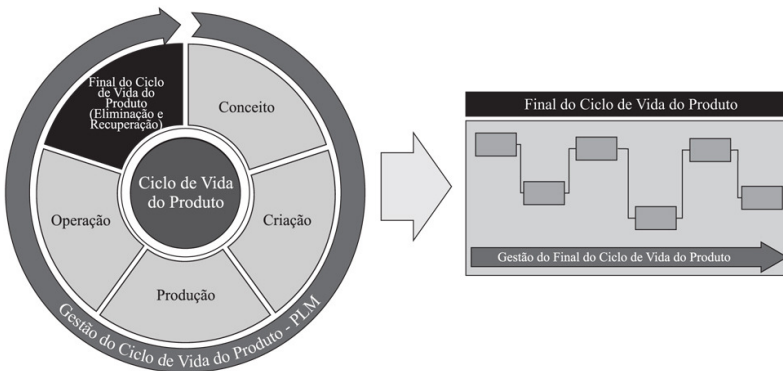 Final do Ciclo
de Vida do
Produto
(Eliminação e
Recuperação)
Conceito
Ciclo de Vida
do Produto
Operação
Criação
Produção
Gestão do Ciclo de Vida do Produto - PLM
Final do Ciclo de Vida do Produto
Gestão do Final do Ciclo de Vida do Produto